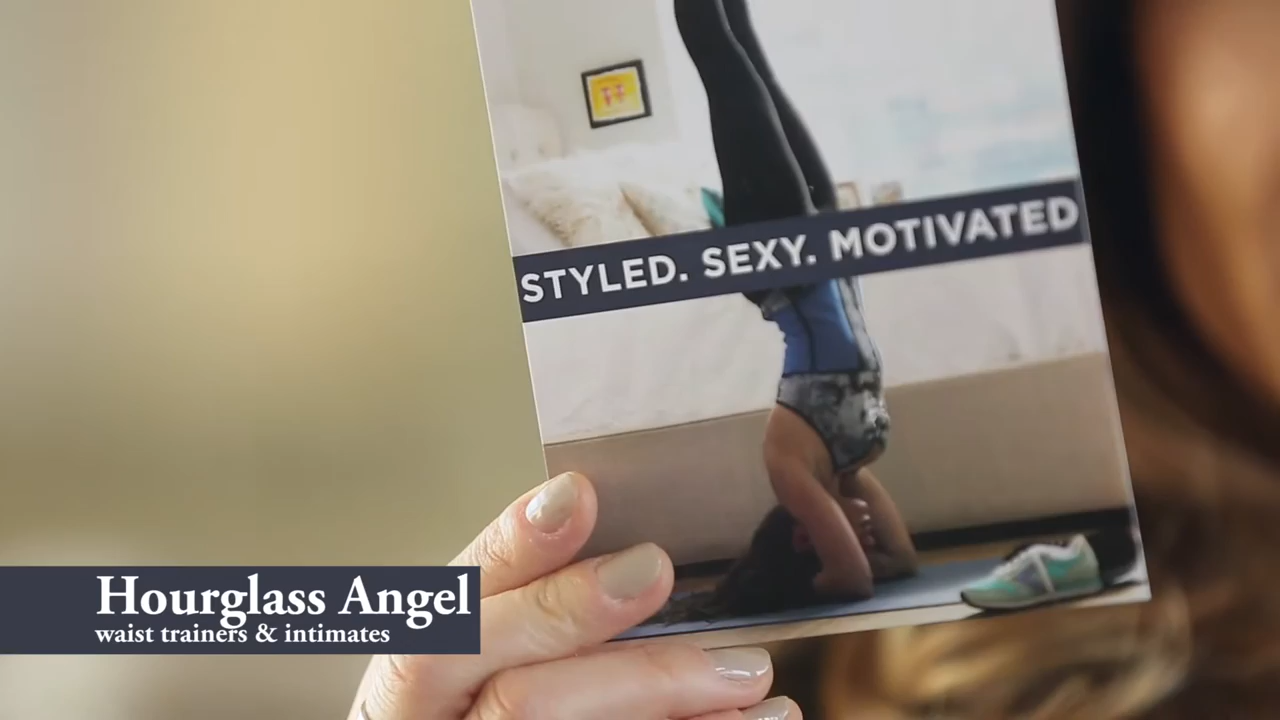 STYLED. SEXY. MOTIVATED
Hourglass Angel
waist trainers & intimates